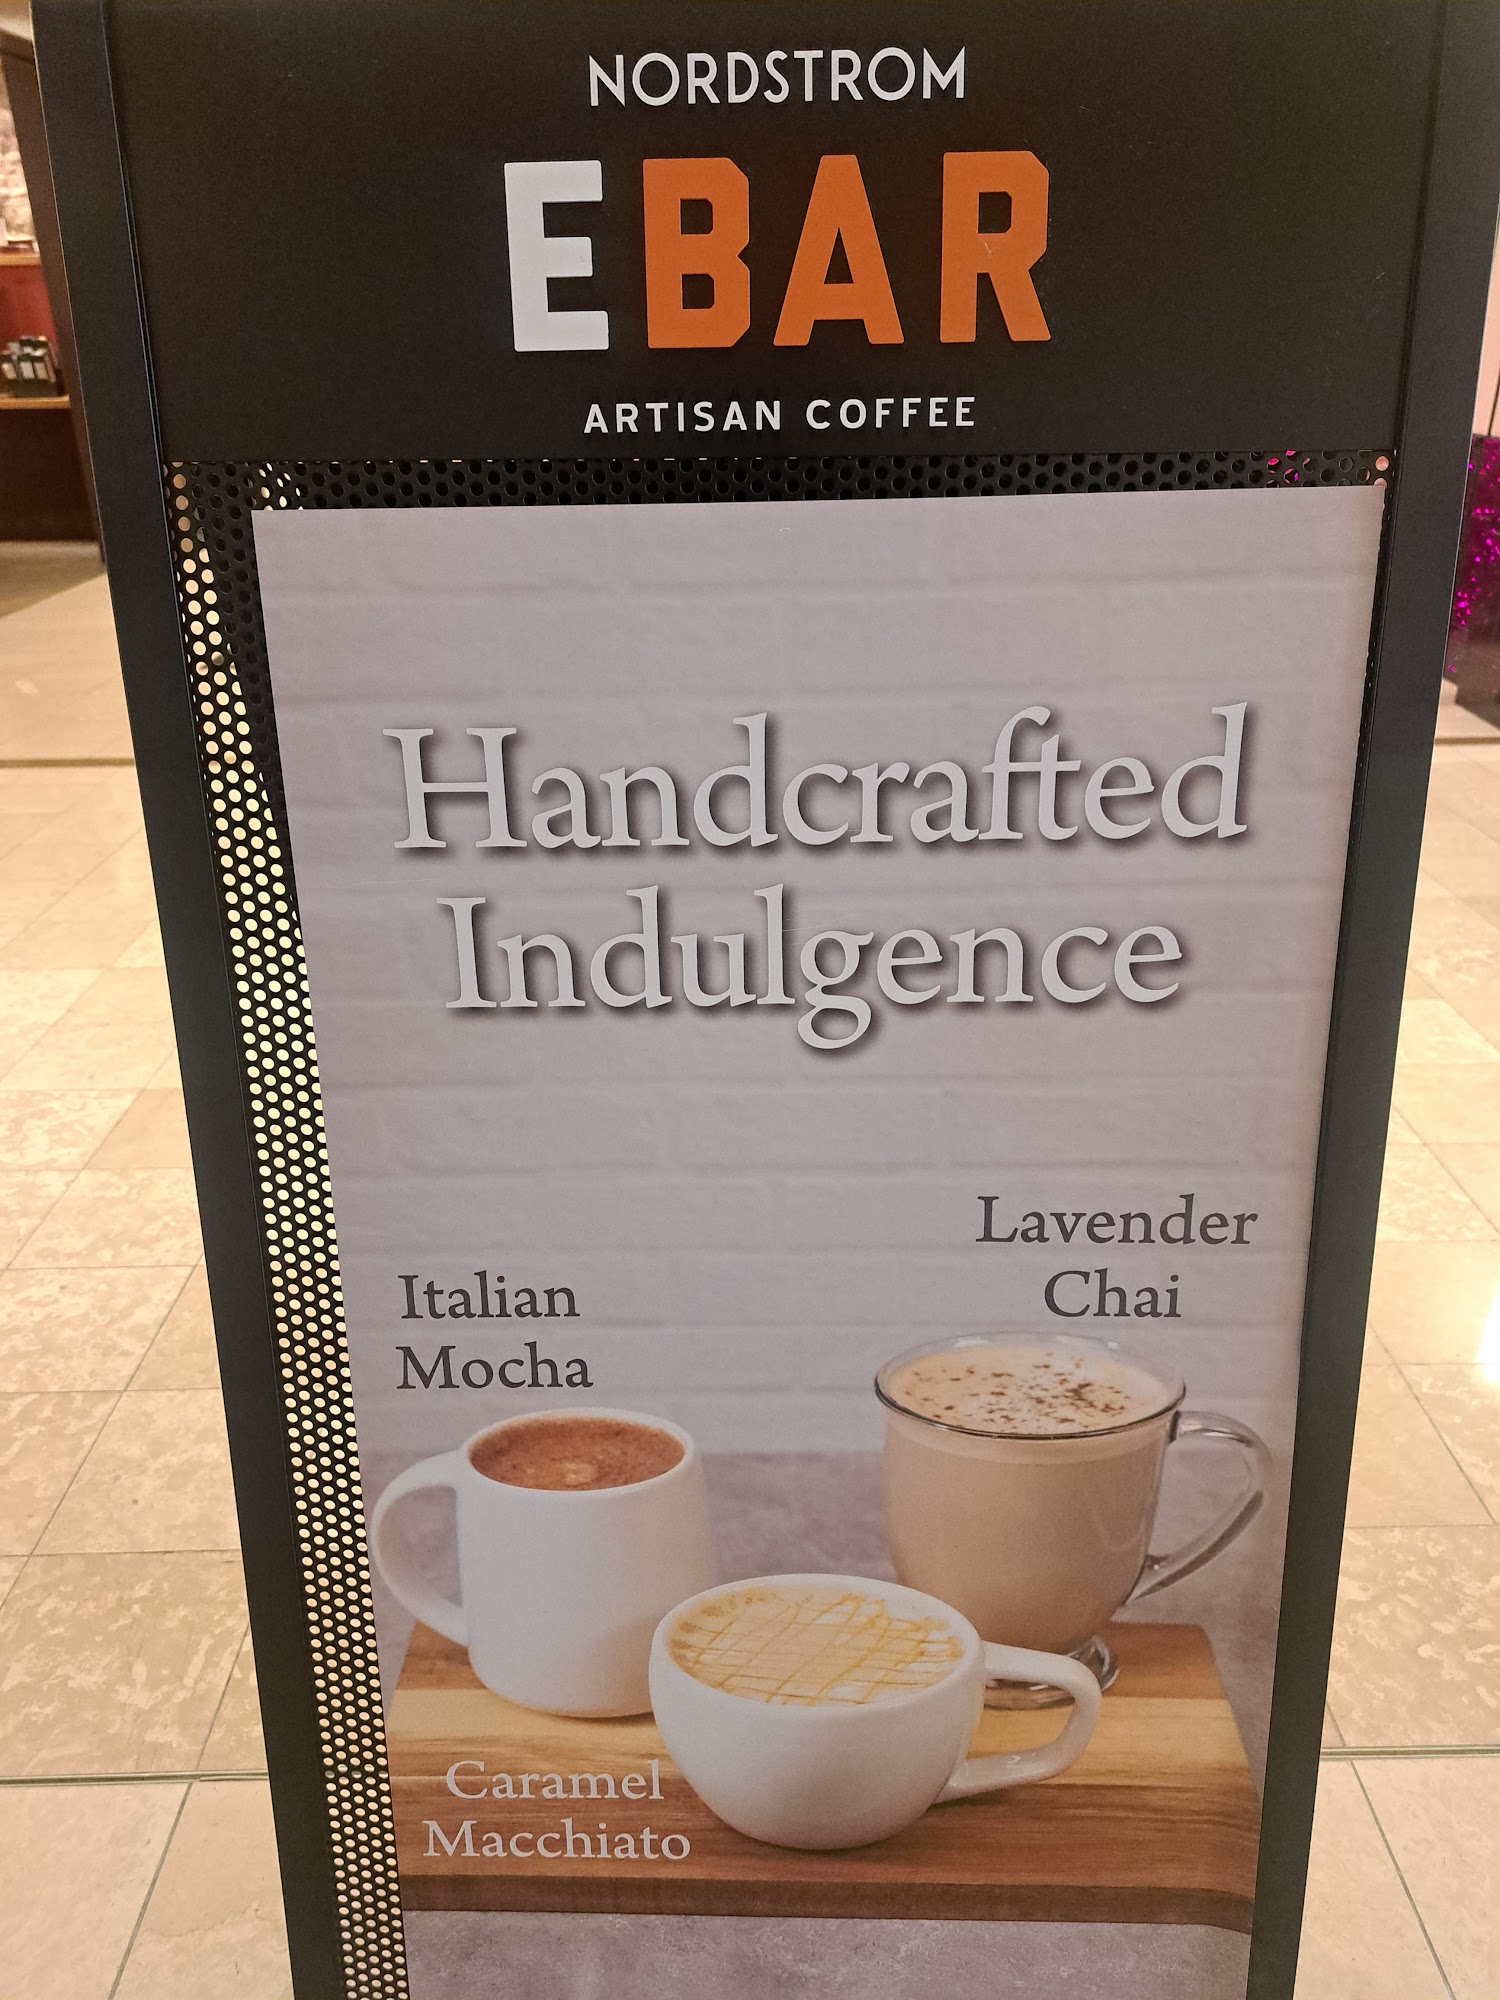 NORDSTROM
EBAR
ARTISAN COFFEE
Handcrafted
Indulgence
Lavender
Chai
Italian
Mocha
Caramel
Macchiato